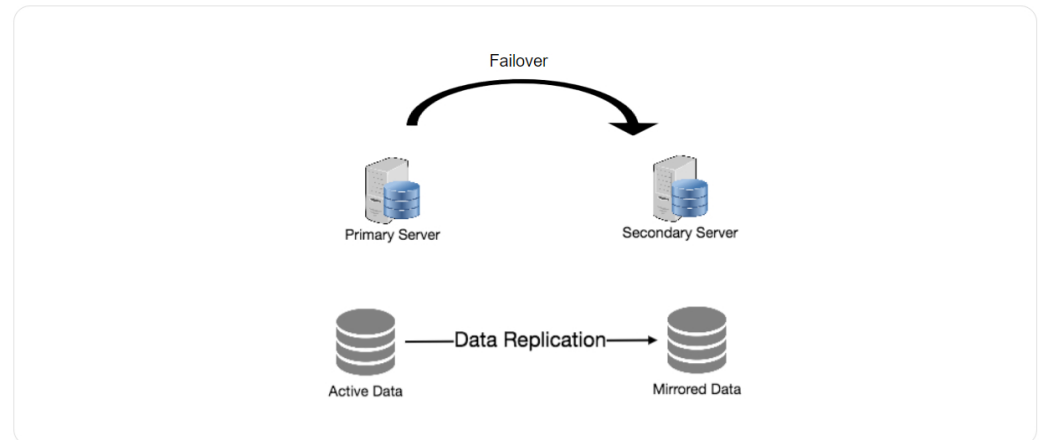 Failover
Primary Server
Secondary Server
Data Replication
Active Data
Mirrored Data